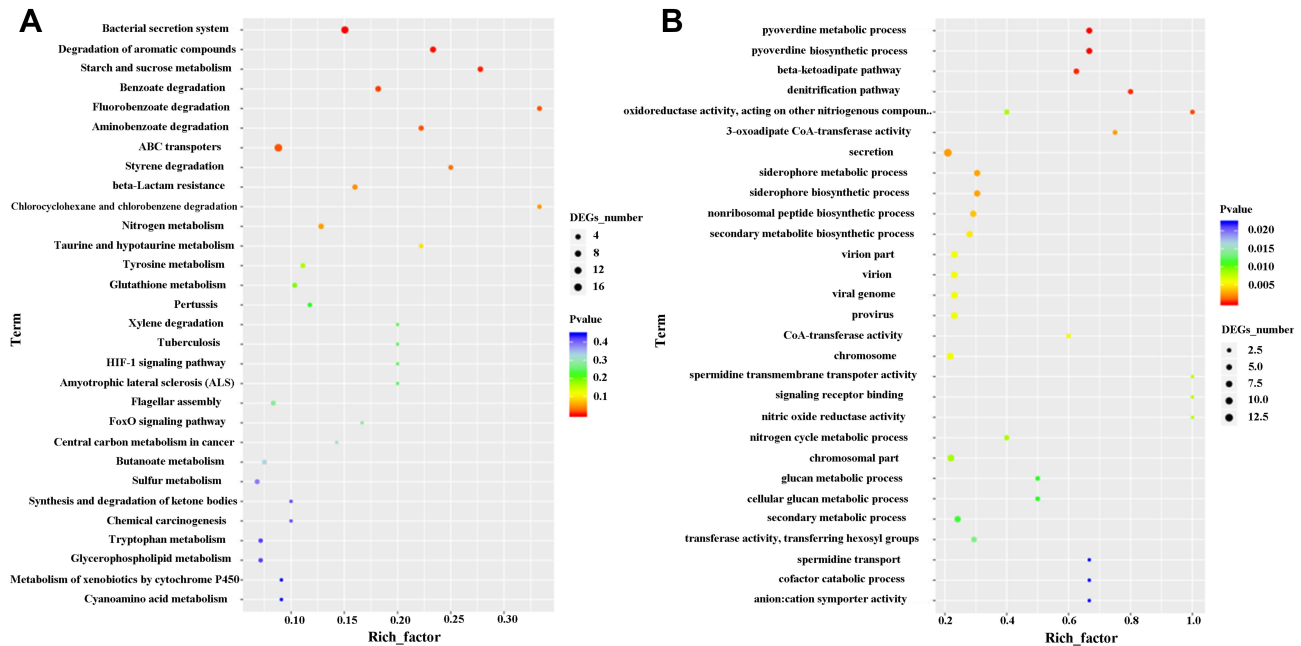 A
Bacterial secretion system
Degradation of aromatic compounds
Starch and sucrose metabolism
Benzoate degradation
Fluorobenzoate degradation
Aminobenzoate degradation
ABC transpoters
Styrene degradation
beta-Lactam resistance
Chlorocyclohexane and chlorobenzene degradation
Nitrogen metabolism
Taurine and hypotaurine metabolism
Tyrosine metabolism
Glutathione metabolism
Pertussis
Xylene degradation
Tuberculosis
HIF-1 signaling pathway
Amyotrophic lateral sclerosis (ALS)
Flagellar assembly
FoxO signaling pathway
Central carbon metabolism in cancer
Butanoate metabolism
Sulfur metabolism
Synthesis and degradation of ketone bodies
Chemical carcinogenesis
Tryptophan metabolism
Glycerophospholipid metabolism
Metabolism of xenobiotics by cytochrome P450
Cyanoamino acid metabolism
Term
0.10 0.15 0.20 0.25 0.30
Rich_factor
DEGs_number
4
8
12
16
Pvalue
0.4
0.3
0.2
0.1
B
pyoverdine metabolic process
pyoverdine biosynthetic process
beta-ketoadipate pathway
denitrification pathway
oxidoreductase activity, acting on other nitriogenous compoun..
3-oxoadipate CoA-transferase activity
secretion
siderophore metabolic process
siderophore biosynthetic process
nonribosomal peptide biosynthetic process
secondary metabolite biosynthetic process
virion part
virion
viral genome
provirus
CoA-transferase activity
chromosome
spermidine transmembrane transpoter activity
signaling receptor binding
nitric oxide reductase activity
nitrogen cycle metabolic process
chromosomal part
glucan metabolic process
cellular glucan metabolic process
secondary metabolic process
transferase activity, transferring hexosyl groups
spermidine transport
cofactor catabolic process
anion:cation symporter activity
Term
0.2 0.4 0.6 0.8 1.0
Rich_factor
Pvalue
0.020
0.015
0.010
0.005
DEGs_number
2.5
5.0
7.5
10.0
12.5